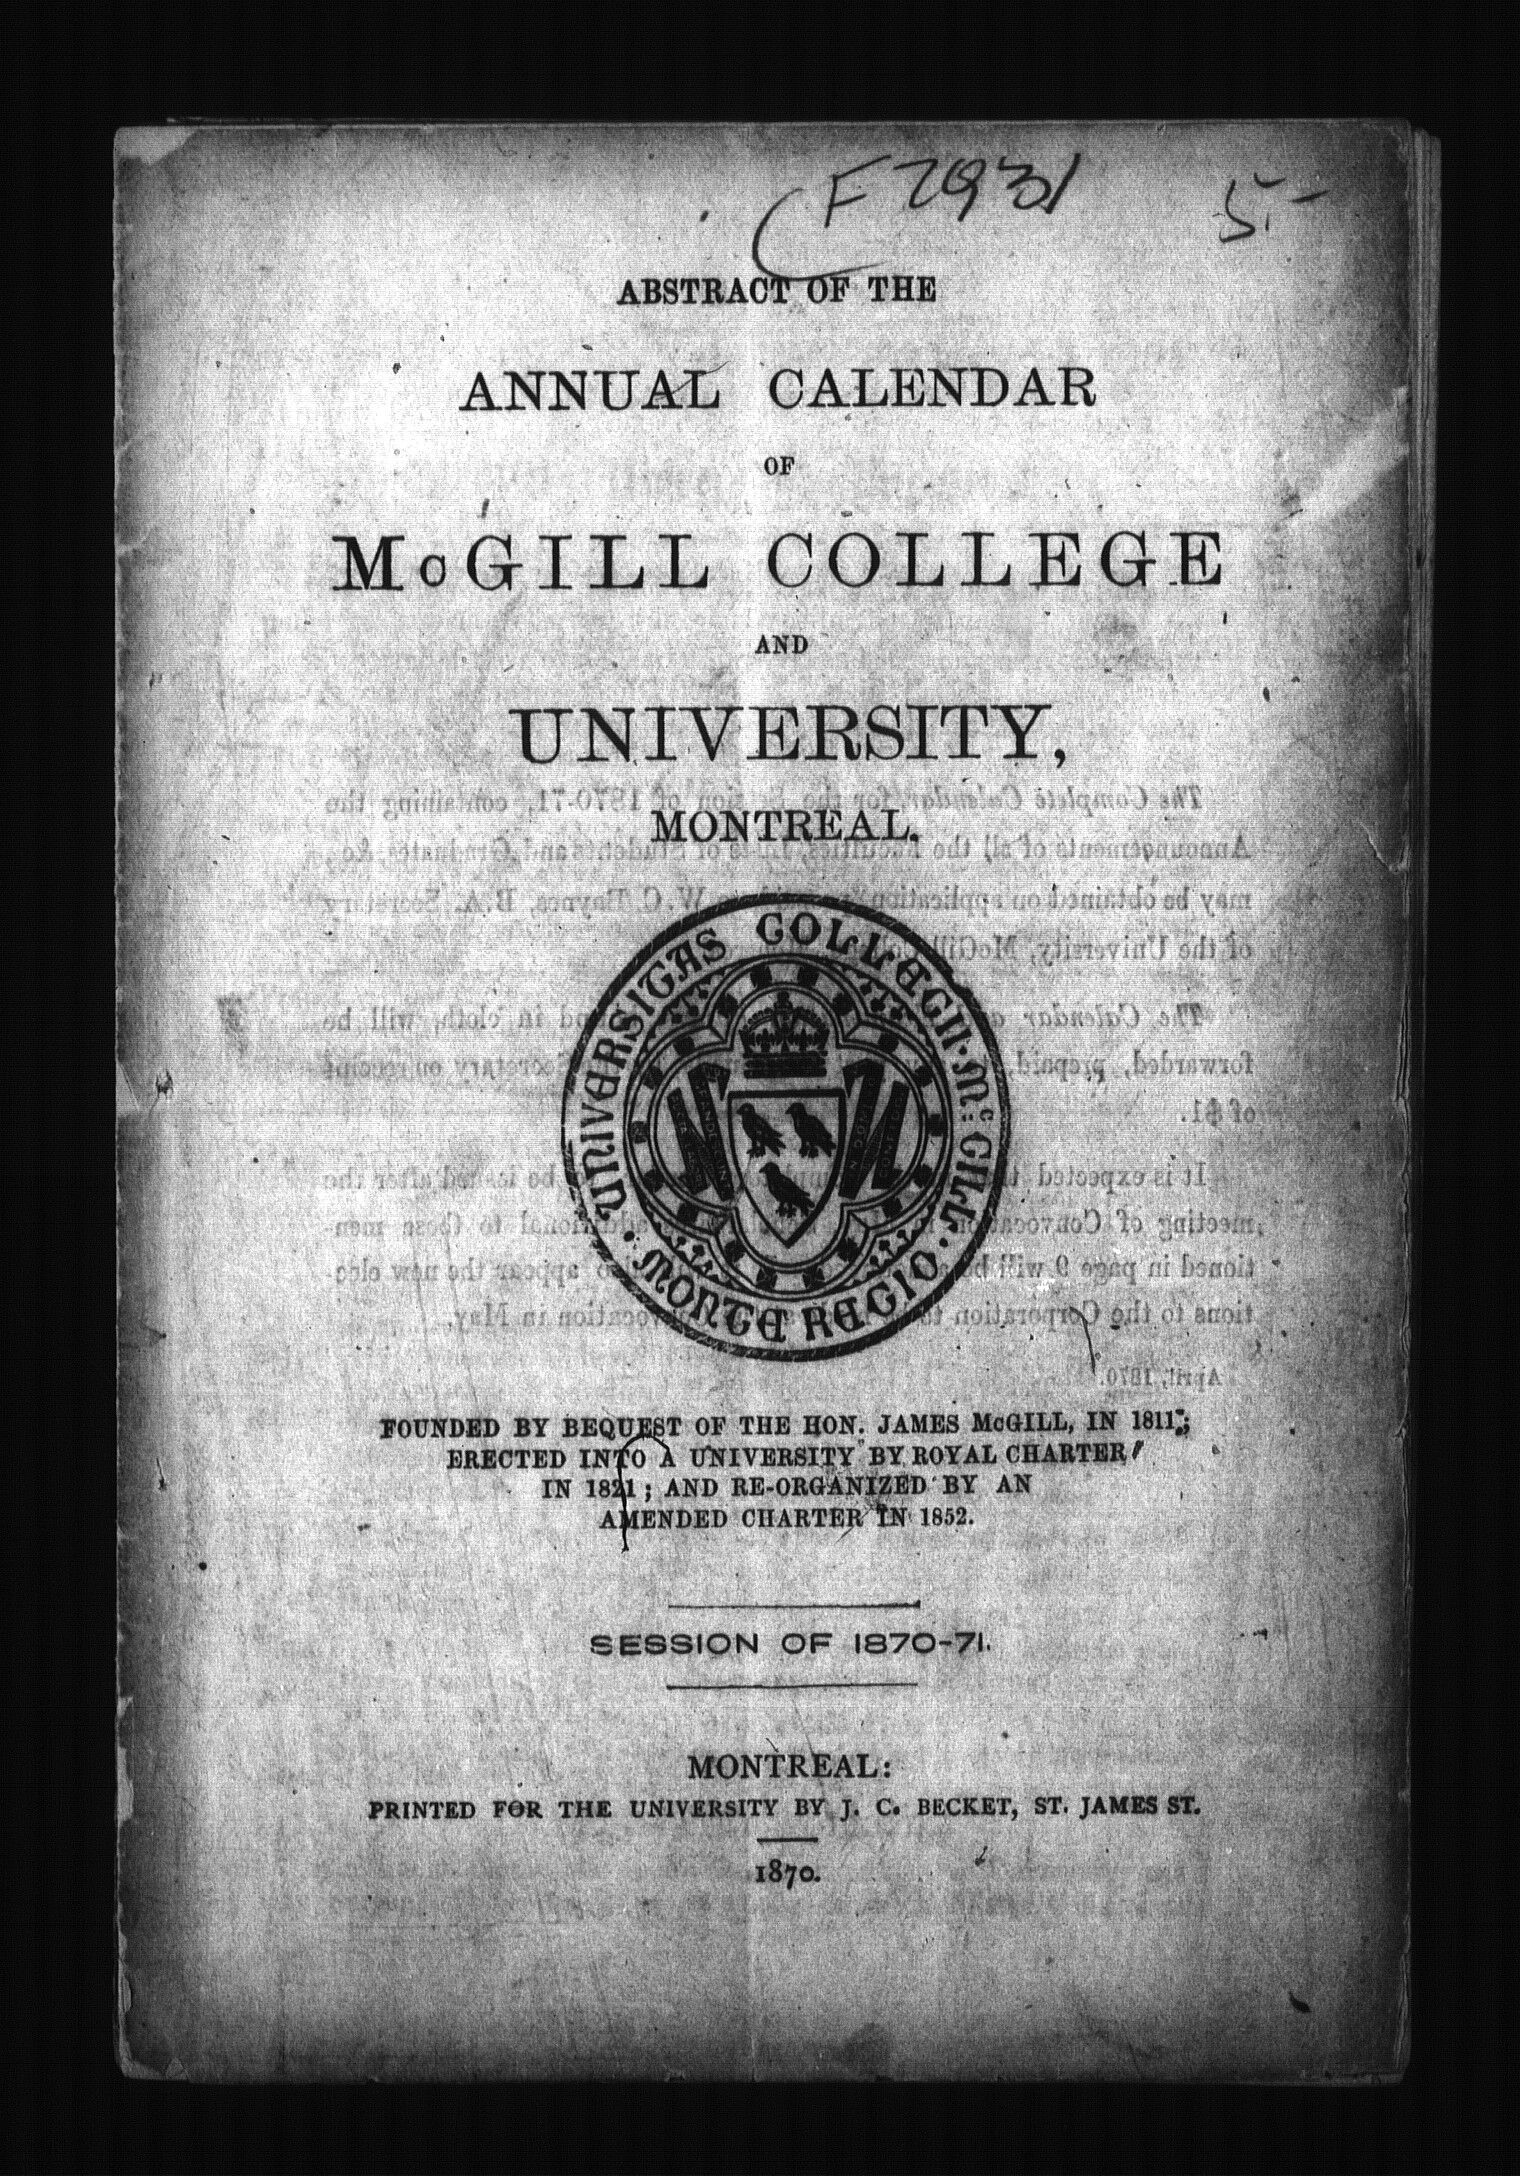 F7931 5-
ABSTRACT OF THE
ANNUAL CALENDAR
OF
McGILL COLLEGE
AND
UNIVERSITY,
MONTREAL.
UNIVERSITAS COLLEGII · Mc GILL · MONTE REGIO ·
FOUNDED BY BEQUEST OF THE HON. JAMES McGILL, IN 1811;
ERECTED INTO A UNIVERSITY BY ROYAL CHARTER
IN 1821; AND RE-ORGANIZED BY AN
AMENDED CHARTER IN 1852.
SESSION OF 1870-71.
MONTREAL:
PRINTED FOR THE UNIVERSITY BY J. C. BECKET, ST. JAMES ST.
1870.